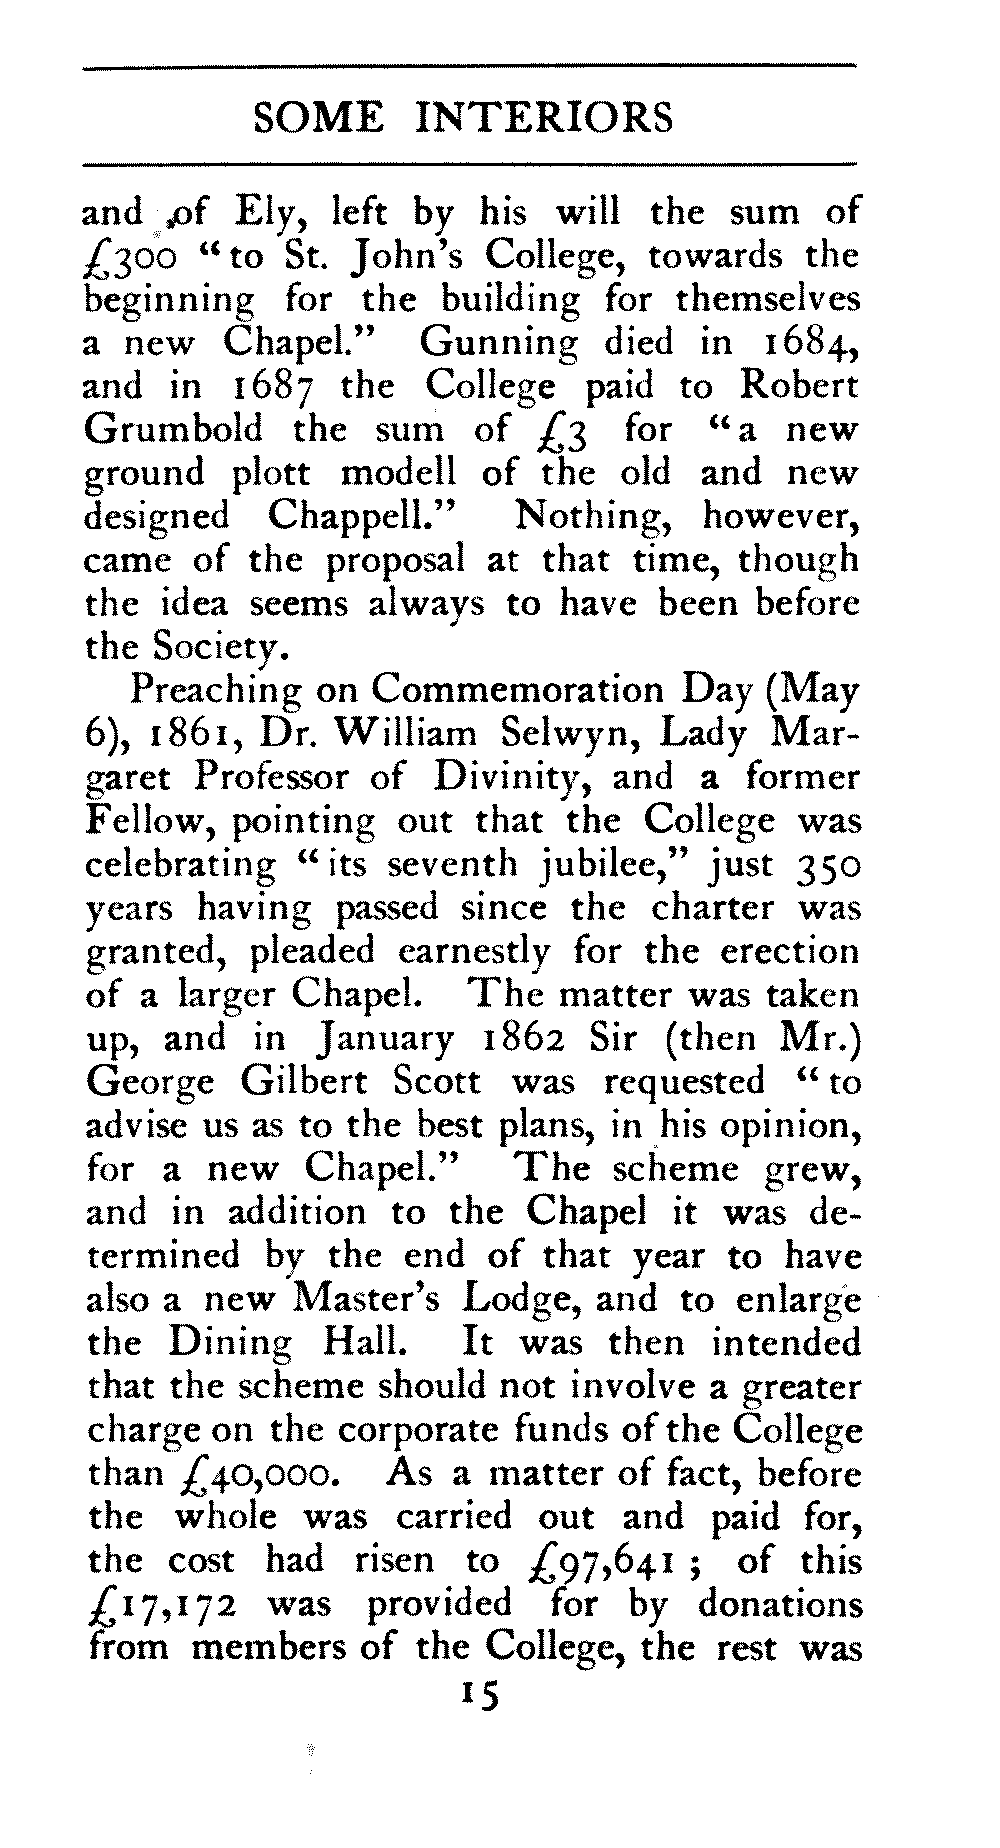 SOME INTERIORS
and of Ely, left by his will the sum of
£300 “to St. John’s College, towards the
beginning for the building for themselves
a new Chapel.” Gunning died in 1684,
and in 1687 the College paid to Robert
Grumbold the sum of £3 for “a new
ground plott modell of the old and new
designed Chappell.” Nothing, however,
came of the proposal at that time, though
the idea seems always to have been before
the Society.
Preaching on Commemoration Day (May
6), 1861, Dr. William Selwyn, Lady Mar-
garet Professor of Divinity, and a former
Fellow, pointing out that the College was
celebrating “its seventh jubilee,” just 350
years having passed since the charter was
granted, pleaded earnestly for the erection
of a larger Chapel. The matter was taken
up, and in January 1862 Sir (then Mr.)
George Gilbert Scott was requested “to
advise us as to the best plans, in his opinion,
for a new Chapel.” The scheme grew,
and in addition to the Chapel it was de-
termined by the end of that year to have
also a new Master’s Lodge, and to enlarge
the Dining Hall. It was then intended
that the scheme should not involve a greater
charge on the corporate funds of the College
than £40,000. As a matter of fact, before
the whole was carried out and paid for,
the cost had risen to £97,641; of this
£17,172 was provided for by donations
from members of the College, the rest was
15